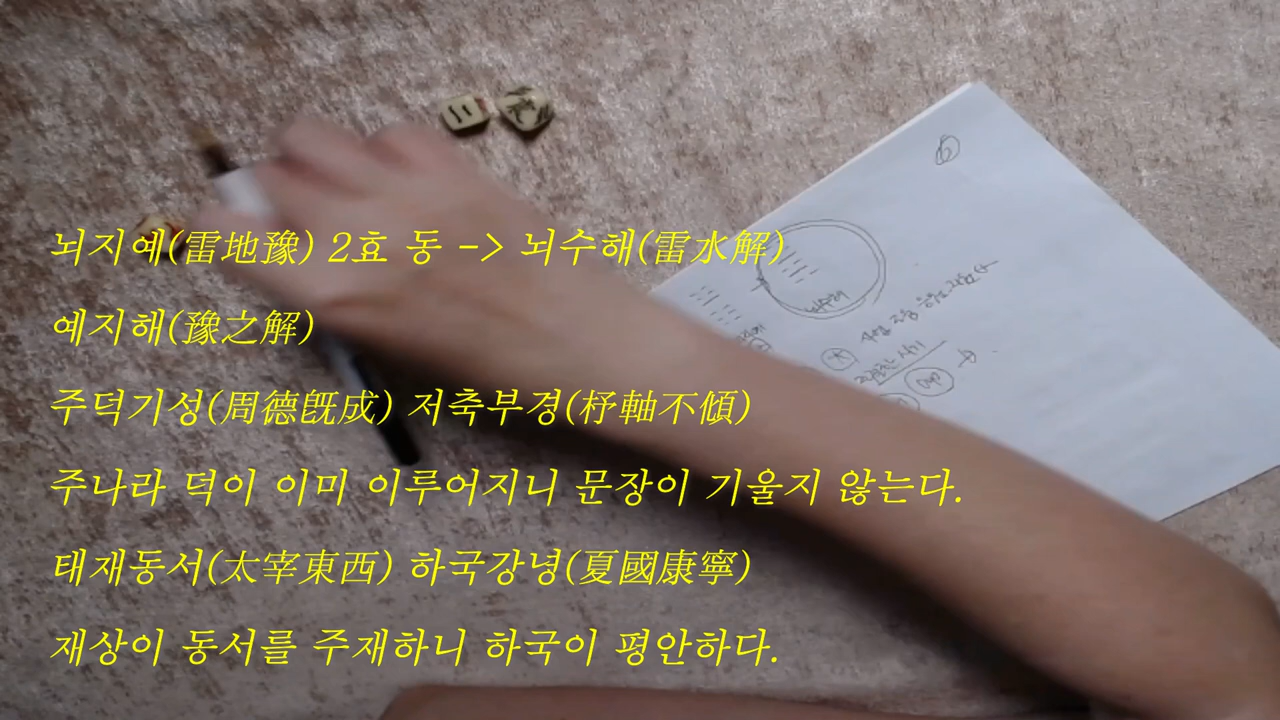 뇌지예(雷地豫) 2효 동 -> 뇌수해(雷水解)
예지해(豫之解)
주덕기성(周德旣成) 저축부경(杼軸不傾)
주나라 덕이 이미 이루어지니 문장이 기울지 않는다.
태재동서(太宰東西) 하국강녕(夏國康寧)
재상이 동서를 주재하니 하국이 평안하다.